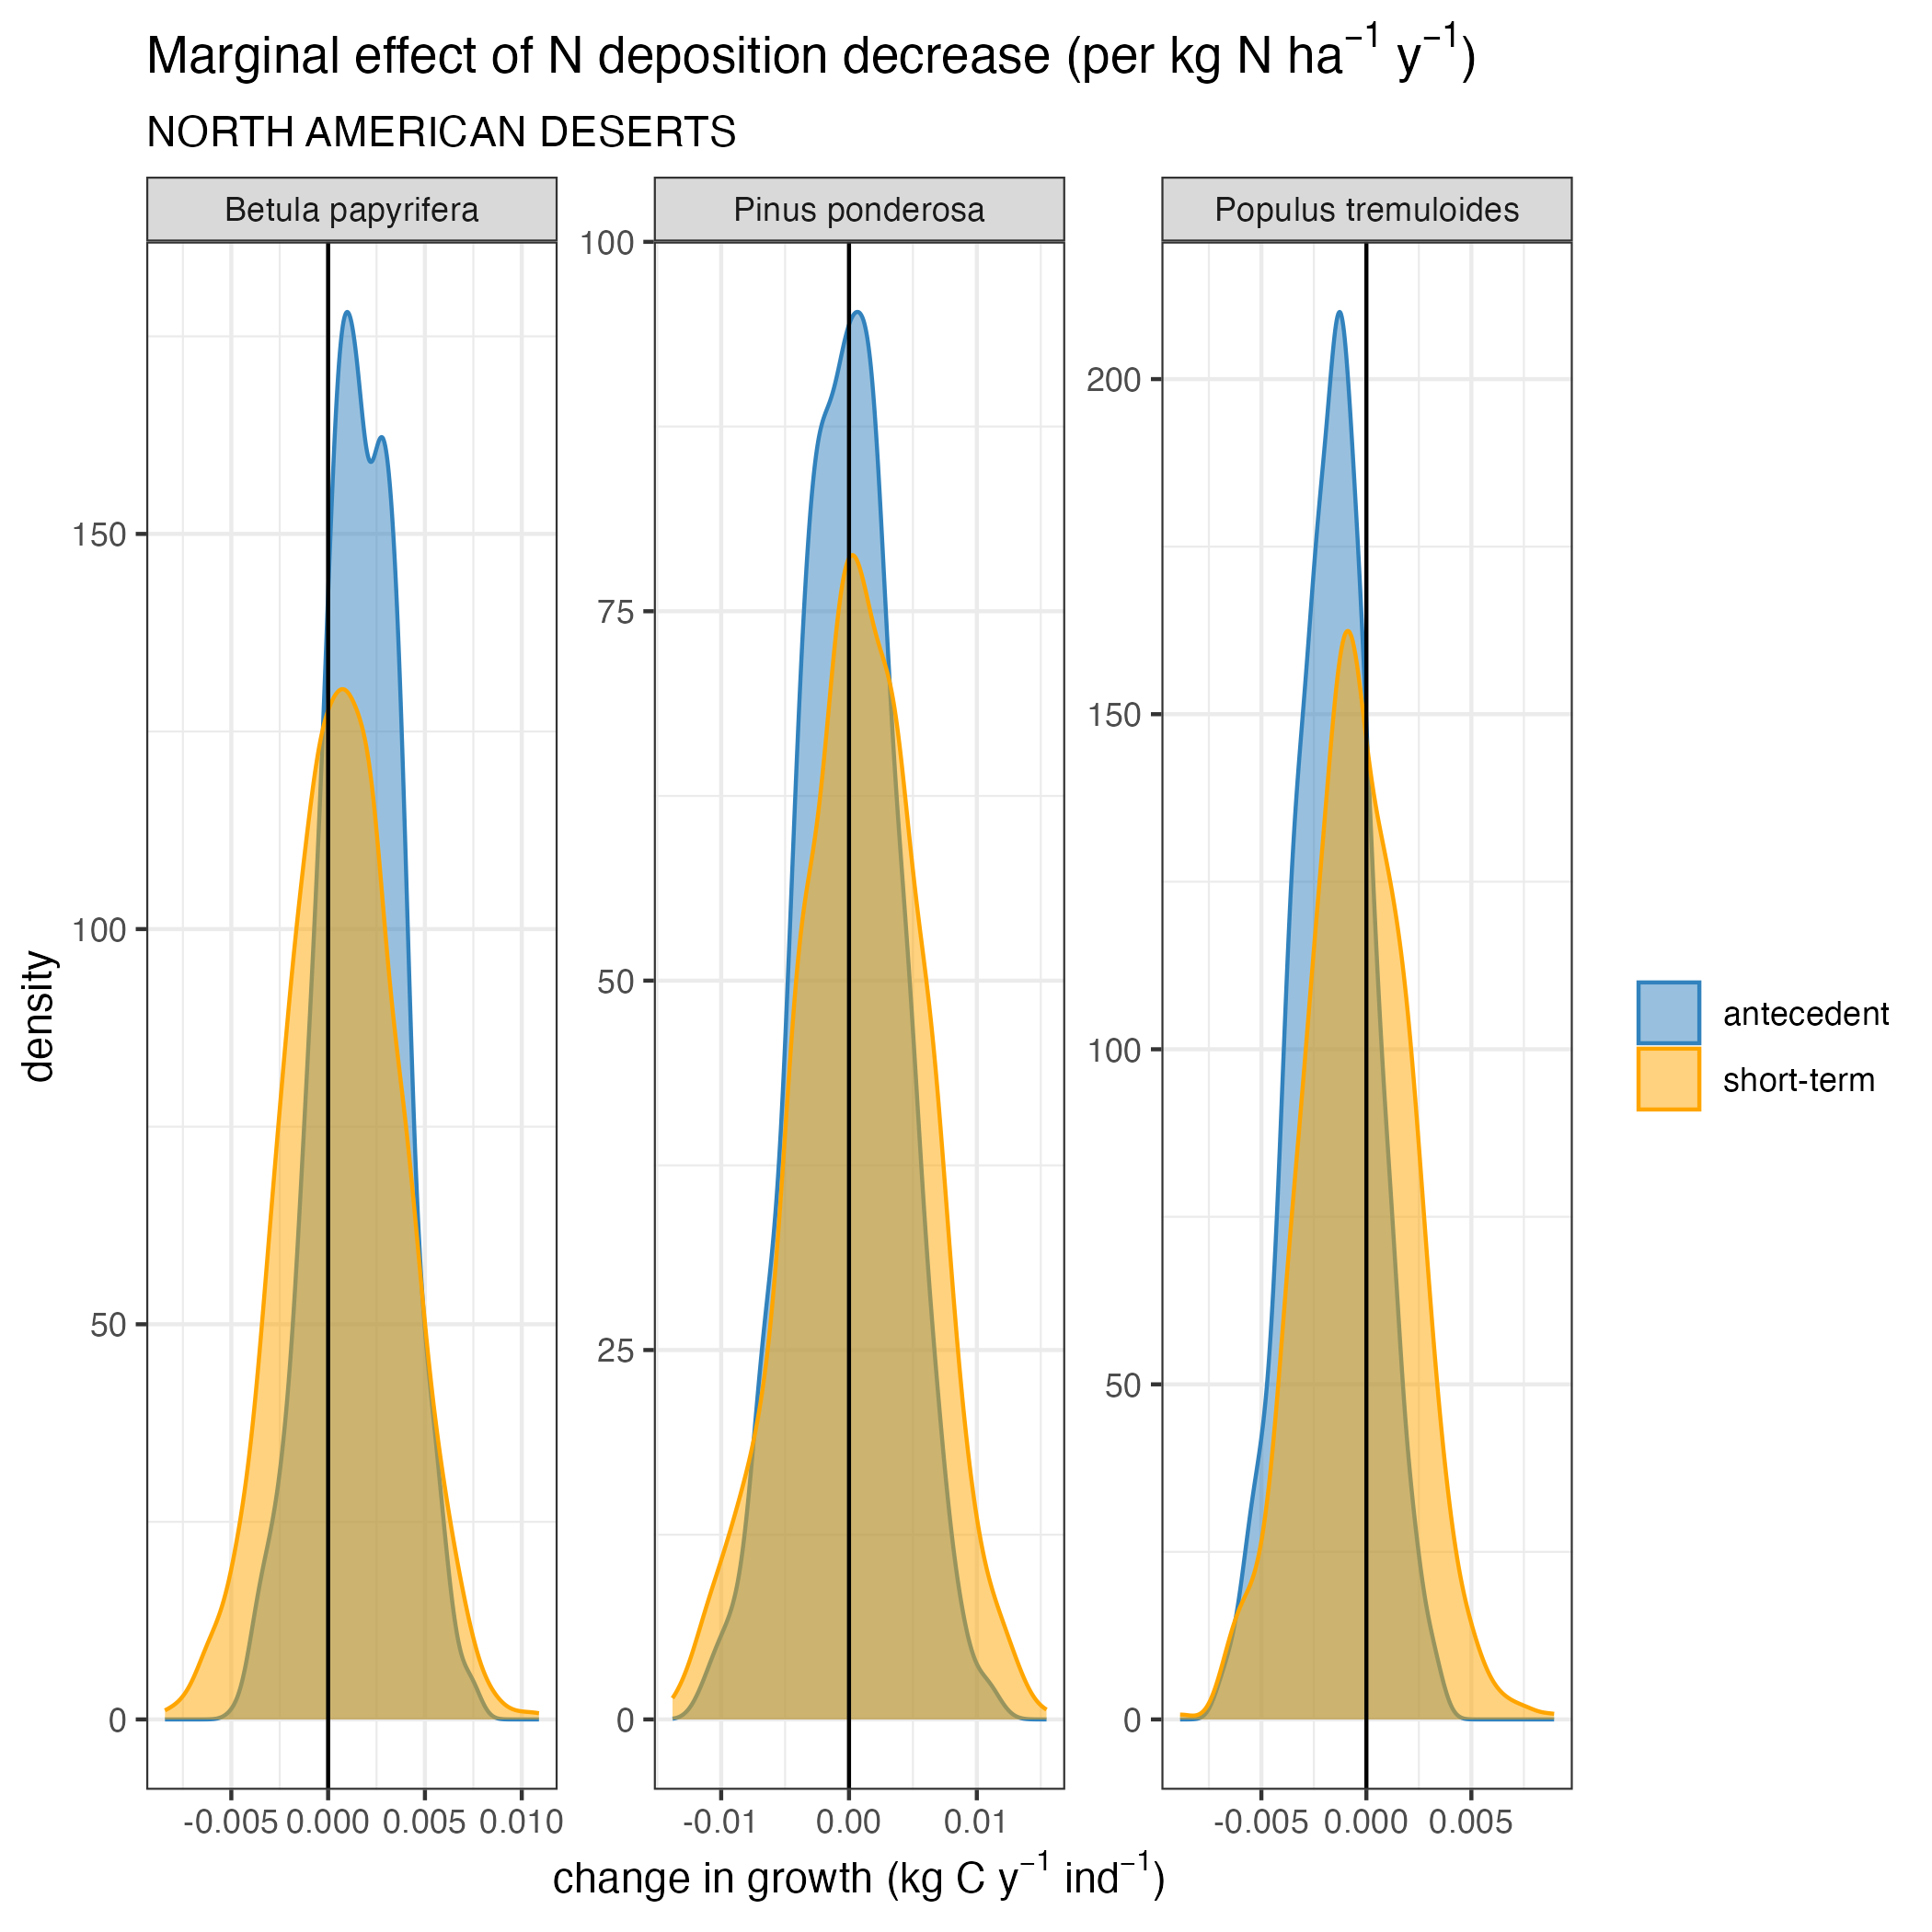 Marginal effect of N deposition decrease (per kg N ha⁻¹ y⁻¹)
NORTH AMERICAN DESERTS
Betula papyrifera
Pinus ponderosa
Populus tremuloides
density
0
50
100
150
0
25
50
75
100
0
50
100
150
200
-0.005 0.000 0.005 0.010
-0.01 0.00 0.01
-0.005 0.000 0.005
change in growth (kg C y⁻¹ ind⁻¹)
antecedent
short-term